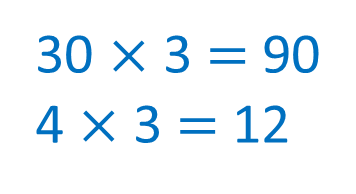 30 × 3 = 90
4 × 3 = 12